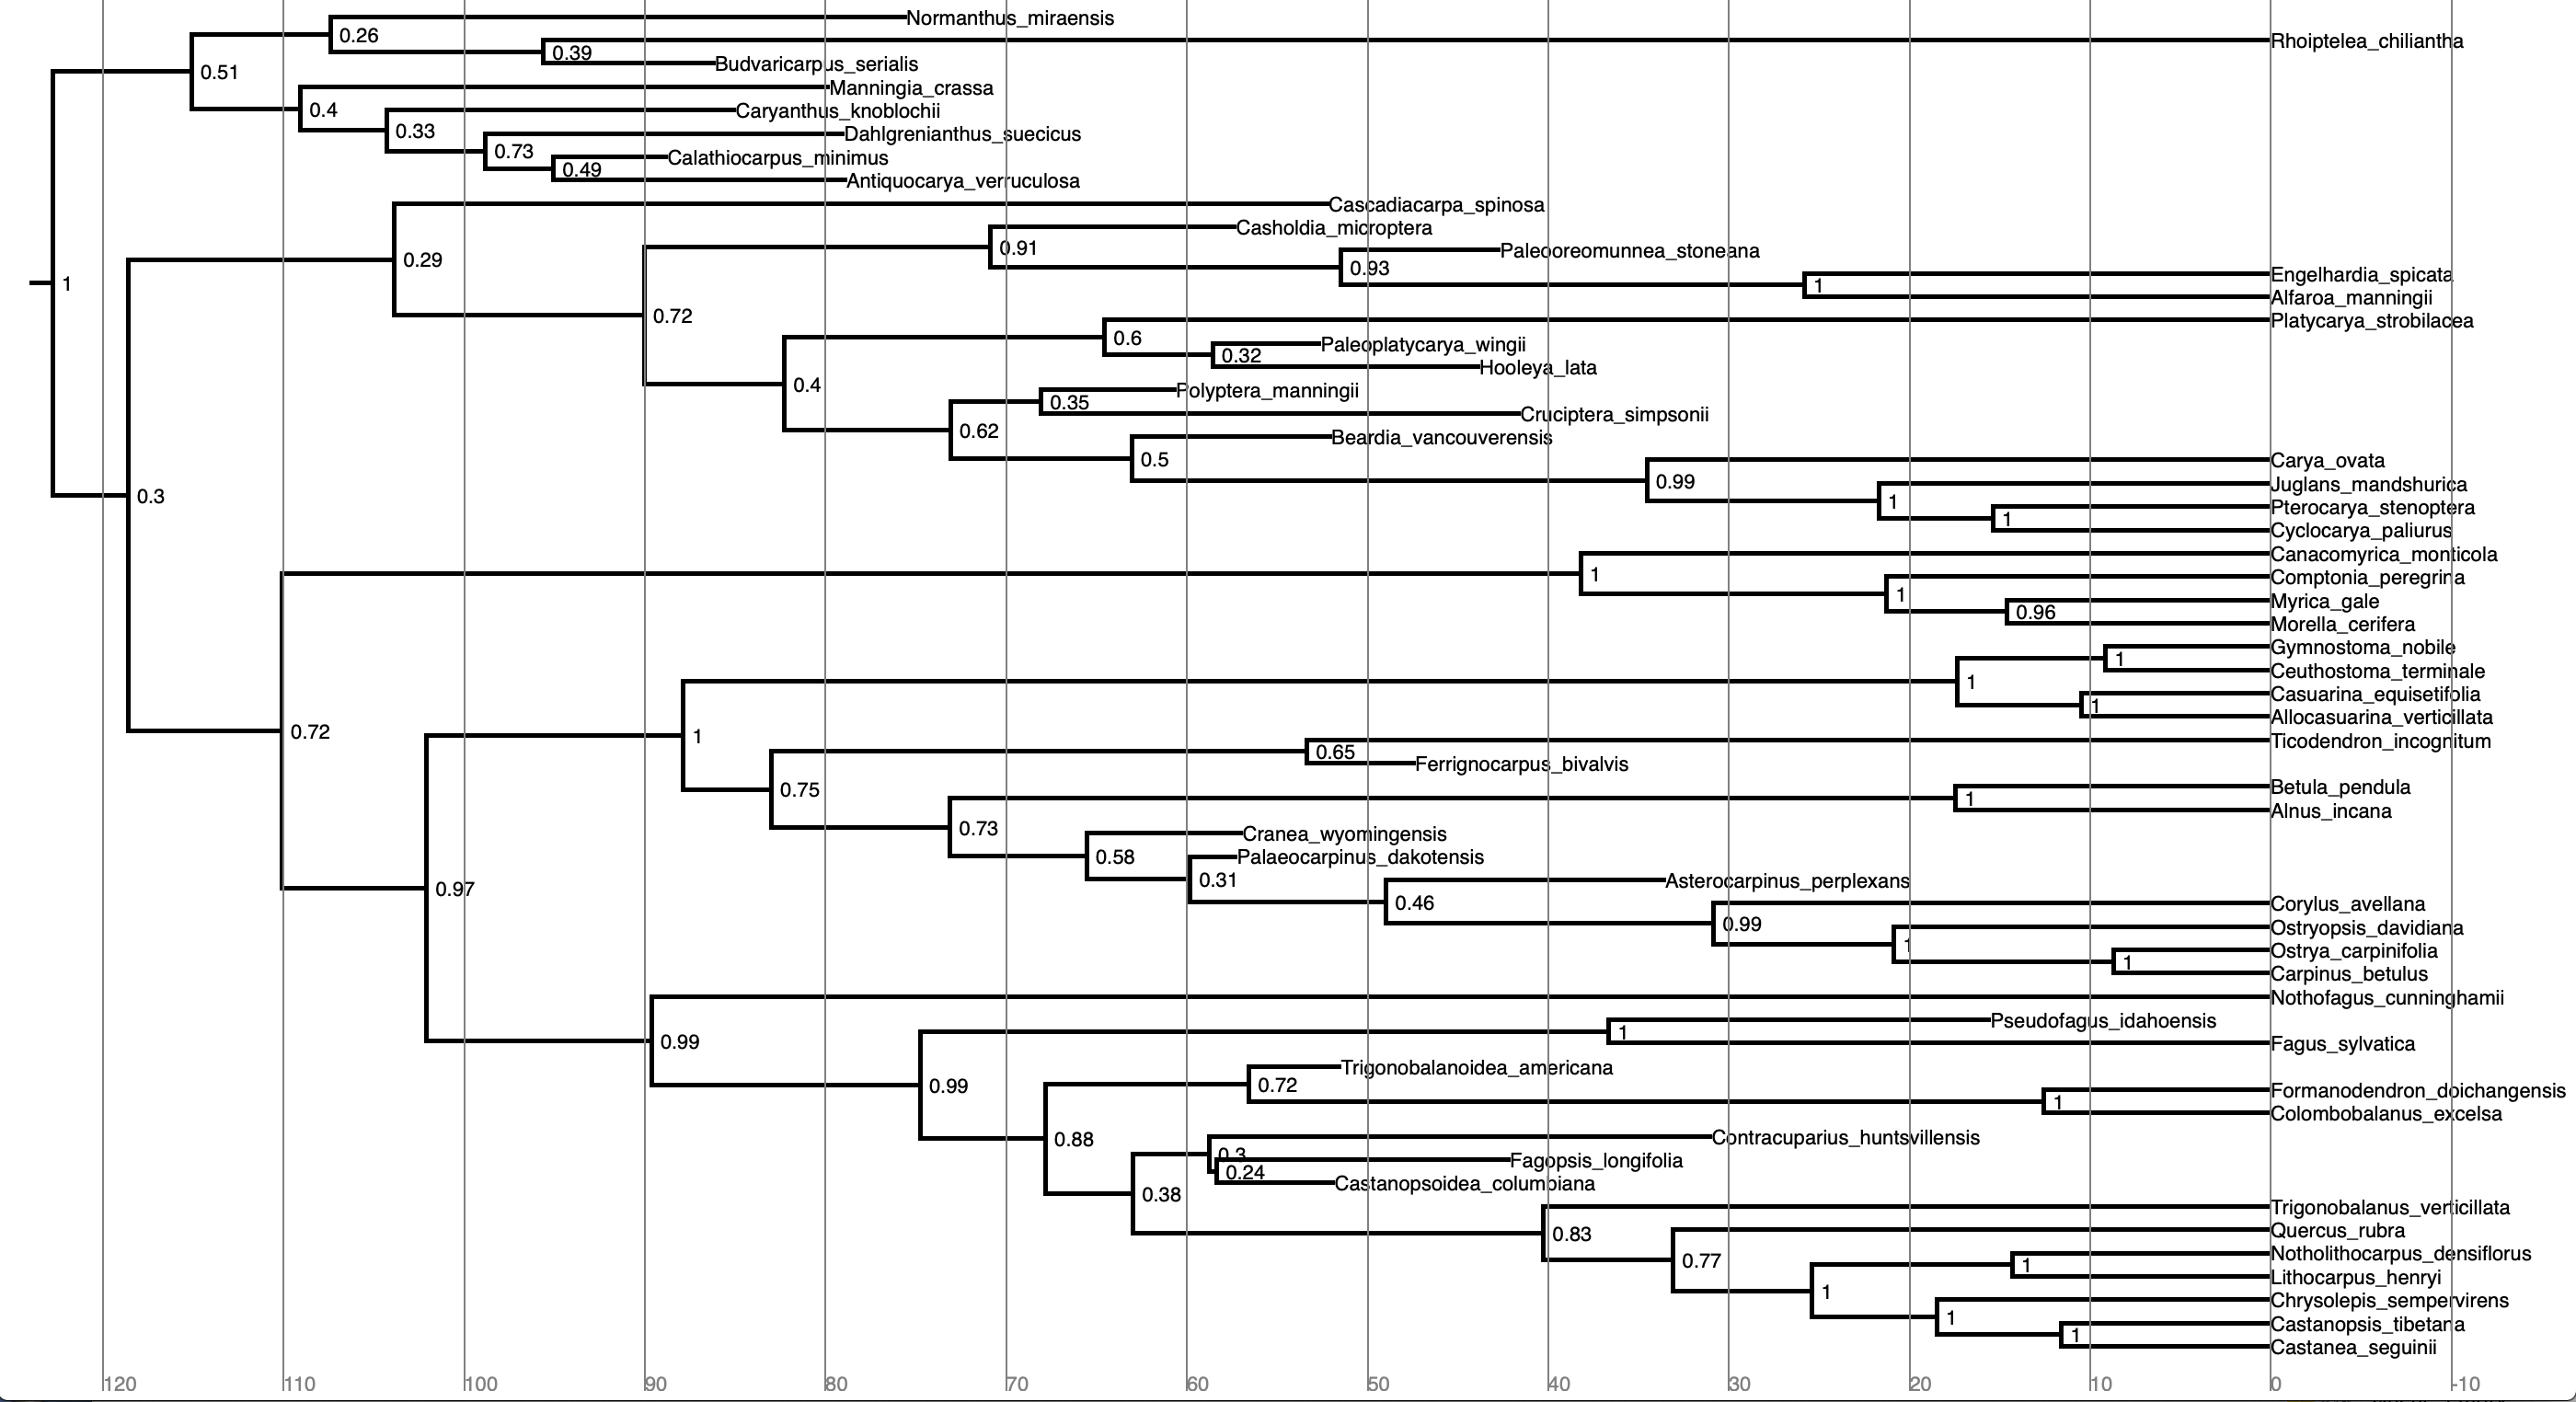 Normanthus_miraensis
0.26
Rhoiptelea_chiliantha
0.39
Budvaricarpus_serialis
0.51
Manningia_crassa
0.4
Caryanthus_knoblochii
0.33
Dahlgrenianthus_suecicus
0.73
Calathiocarpus_minimus
0.49
Antiquocarya_verruculosa
Cascadiacarpa_spinosa
Casholdia_microptera
0.91
Paleooreomunnea_stoneana
0.29
0.93
Engelhardia_spicata
1
1
Alfaroa_manningii
0.72
Platycarya_strobilacea
0.6
Paleoplatycarya_wingii
0.32
Hooleya_lata
0.4
Polyptera_manningii
0.35
Cruciptera_simpsonii
0.62
Beardia_vancouverensis
0.5
Carya_ovata
0.99
Juglans_mandshurica
0.3
1
Pterocarya_stenoptera
1
Cyclocarya_paliurus
Canacomyrica_monticola
1
Comptonia_peregrina
1
Myrica_gale
0.96
Morella_cerifera
Gymnostoma_nobile
1
Ceuthostoma_terminale
1
Casuarina_equisetifolia
1
Allocasuarina_verticillata
0.72
1
Ticodendron_incognitum
0.65
Ferrignocarpus_bivalvis
0.75
Betula_pendula
1
Alnus_incana
0.73
Cranea_wyomingensis
0.58
Palaeocarpinus_dakotensis
0.31
Asterocarpinus_perplexans
0.97
0.46
Corylus_avellana
0.99
Ostryopsis_davidiana
1
Ostrya_carpinifolia
1
Carpinus_betulus
Nothofagus_cunninghamii
Pseudofagus_idahoensis
1
0.99
Fagus_sylvatica
Trigonobalanoidea_americana
0.99
0.72
Formanodendron_doichangensis
1
Colombobalanus_excelsa
0.88
Contracuparius_huntsvillensis
0.3
Fagopsis_longifolia
0.24
Castanopsoidea_columbiana
0.38
Trigonobalanus_verticillata
0.83
Quercus_rubra
0.77
Notholithocarpus_densiflorus
1
Lithocarpus_henryi
1
Chrysolepis_sempervirens
1
Castanopsis_tibetana
1
Castanea_seguinii
120 110 100 90 80 70 60 50 40 30 20 10 0 -10